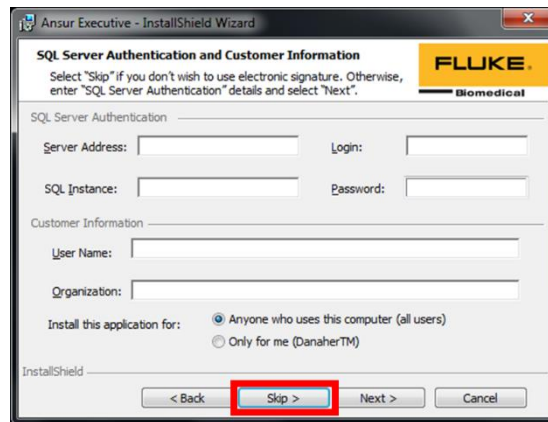 Ansur Executive - InstallShield Wizard
SQL Server Authentication and Customer Information
Select "Skip" if you don't wish to use electronic signature. Otherwise,
enter "SQL Server Authentication" details and select "Next".
FLUKE.
Biomedical
SQL Server Authentication
Server Address: Login:
SQL Instance: Password:
Customer Information
User Name:
Organization:
Install this application for: Anyone who uses this computer (all users)
Only for me (DanaherTM)
InstallShield
< Back Skip > Next > Cancel